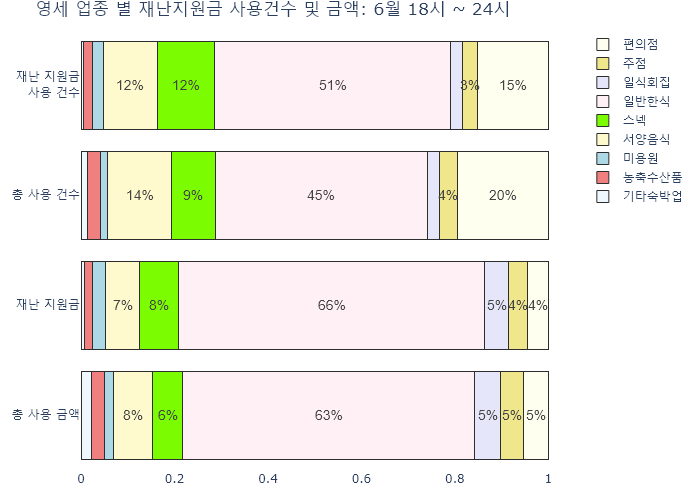 영세 업종 별 재난지원금 사용건수 및 금액: 6월 18시 ~ 24시
재난 지원금
사용 건수
12%
12%
51%
3%
15%
총 사용 건수
14%
9%
45%
4%
20%
재난 지원금
7%
8%
66%
5%
4%
4%
총 사용 금액
8%
6%
63%
5%
5%
5%
0
0.2
0.4
0.6
0.8
1
편의점
주점
일식회집
일반한식
스넥
서양음식
미용원
농축수산품
기타숙박업